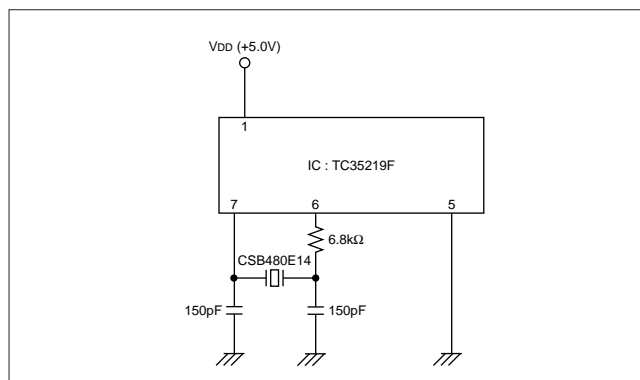 VDD (+5.0V)
1
IC : TC35219F
7
6
5
6.8kΩ
CSB480E14
150pF
150pF